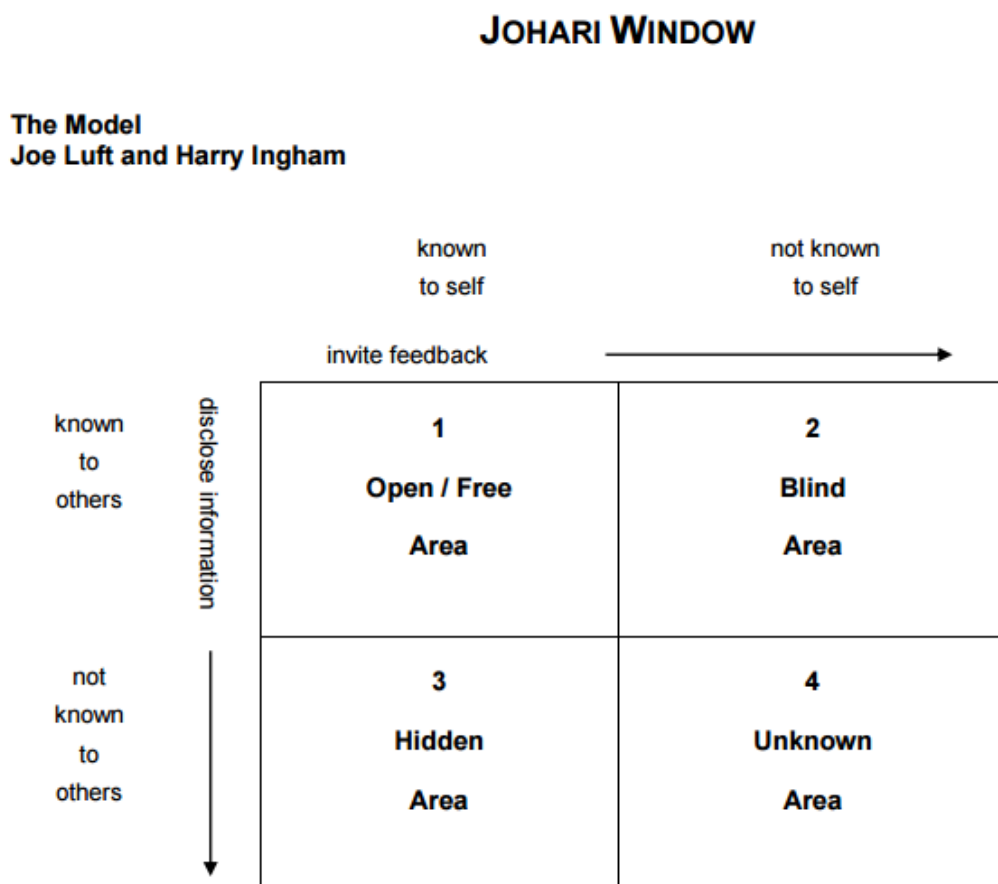 JOHARI WINDOW
The Model
Joe Luft and Harry Ingham
known
to self
not known
to self
invite feedback
known
to
others
disclose information
1
Open / Free
Area
2
Blind
Area
not
known
to
others
3
Hidden
Area
4
Unknown
Area